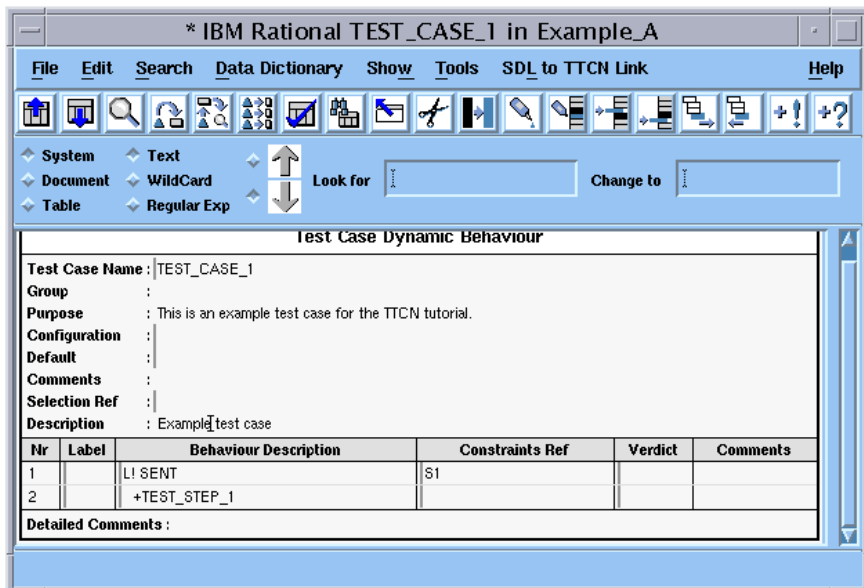 * IBM Rational TEST_CASE_1 in Example_A
File Edit Search Data Dictionary Show Tools SDL to TTCN Link Help
+! +?
System Text
Document WildCard Look for Change to
Table Regular Exp
Test Case Dynamic Behaviour
Test Case Name : TEST_CASE_1
Group :
Purpose : This is an example test case for the TTCN tutorial.
Configuration :
Default :
Comments :
Selection Ref :
Description : Example test case
Nr Label Behaviour Description Constraints Ref Verdict Comments
1 L! SENT S1
2 +TEST_STEP_1
Detailed Comments :